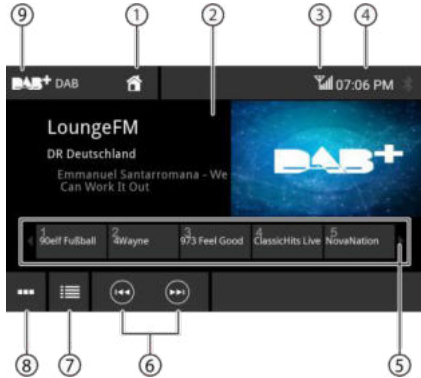 ⑨ ① ② ③ ④
DAB+ DAB 07:06 PM
LoungeFM
DR Deutschland
DAB+
Emmanuel Santarromana - We
Can Work It Out
1 2 3 4 5
90elf Fußball 4Wayne 973 Feel Good ClassicHits Live NovaNation
⑧ ⑦ ⑥ ⑤